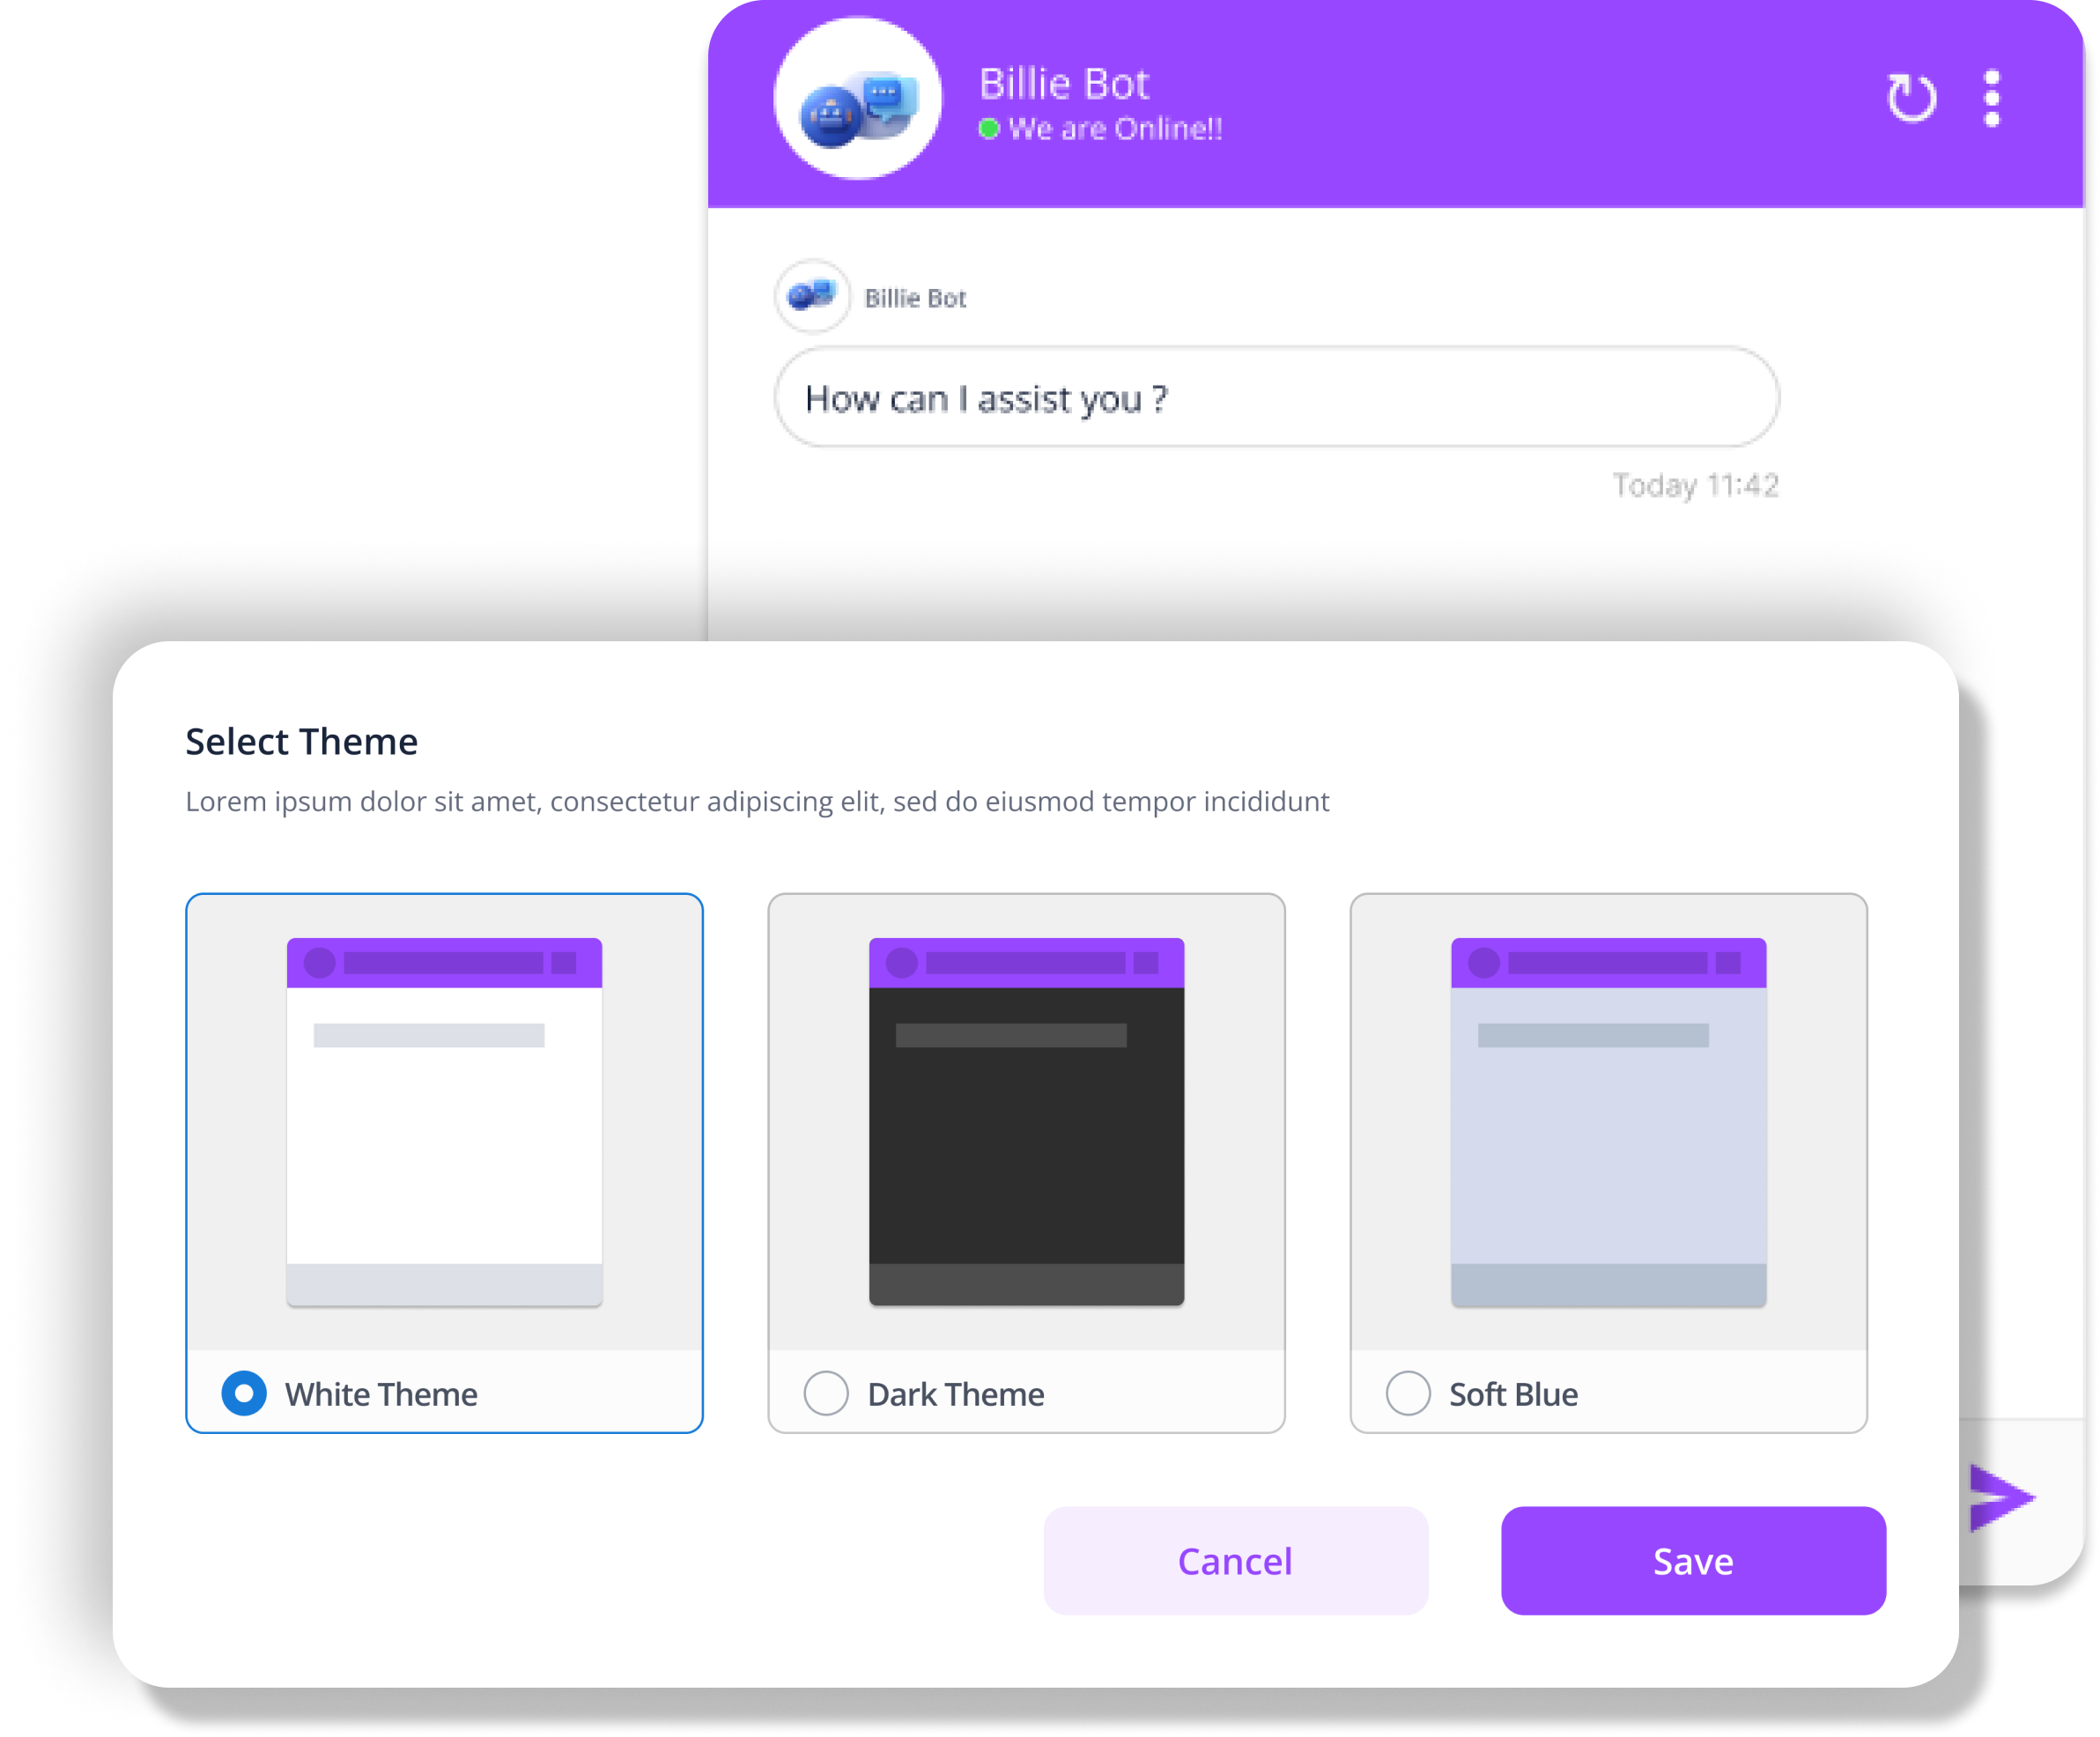 Billie Bot
We are Online!!
Billie Bot
How can I assist you ?
Today 11:42
Select Theme
Lorem ipsum dolor sit amet, consectetur adipiscing elit, sed do eiusmod tempor incididunt
White Theme
Dark Theme
Soft Blue
Cancel
Save